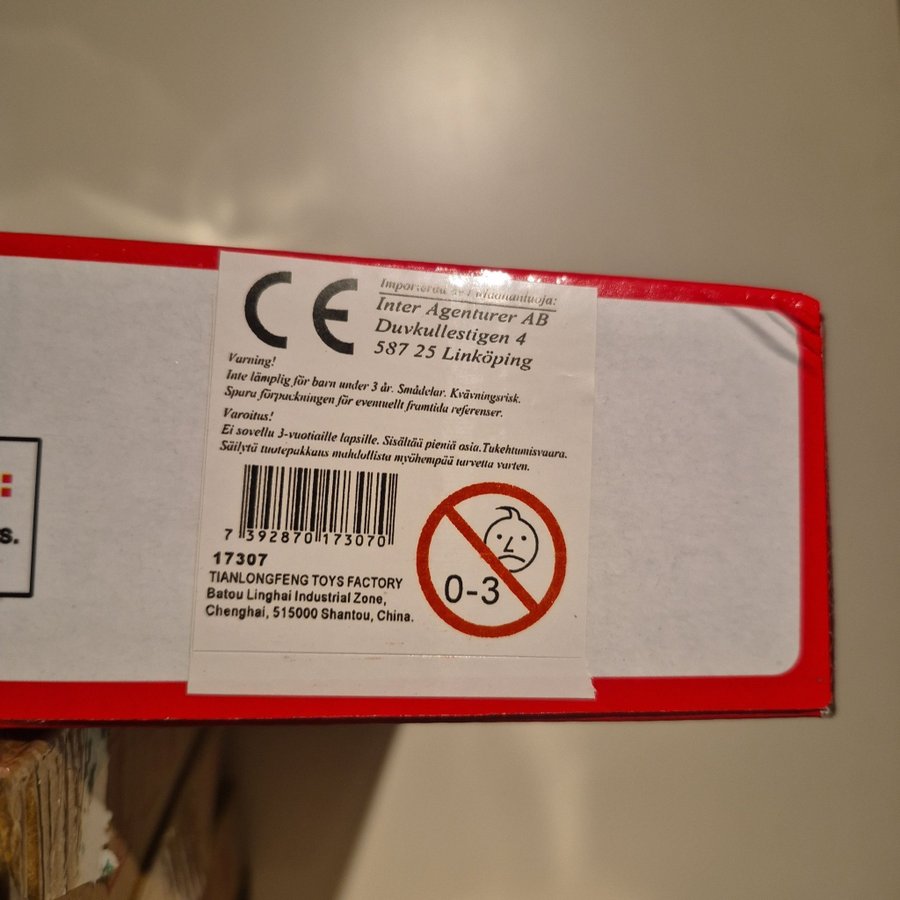 CE
Importerad av / Maahantuoja:
Inter Agenturer AB
Duvkullestigen 4
587 25 Linköping
Varning!
Inte lämplig för barn under 3 år. Smådelar. Kvävningsrisk.
Spara förpackningen för eventuellt framtida referenser.
Varoitus!
Ei sovellu 3-vuotiaille lapsille. Sisältää pieniä osia.Tukehtumisvaara.
Säilytä tuotepakkaus mahdollista myöhempää tarvetta varten.
7 392870 173070
17307
TIANLONGFENG TOYS FACTORY
Batou Linghai Industrial Zone,
Chenghai, 515000 Shantou, China.
0-3
s.